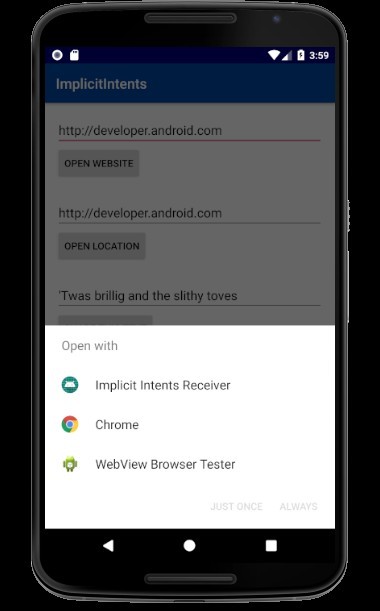 3:59
ImplicitIntents
http://developer.android.com
OPEN WEBSITE
http://developer.android.com
OPEN LOCATION
'Twas brillig and the slithy toves
Open with
Implicit Intents Receiver
Chrome
WebView Browser Tester
JUST ONCE ALWAYS